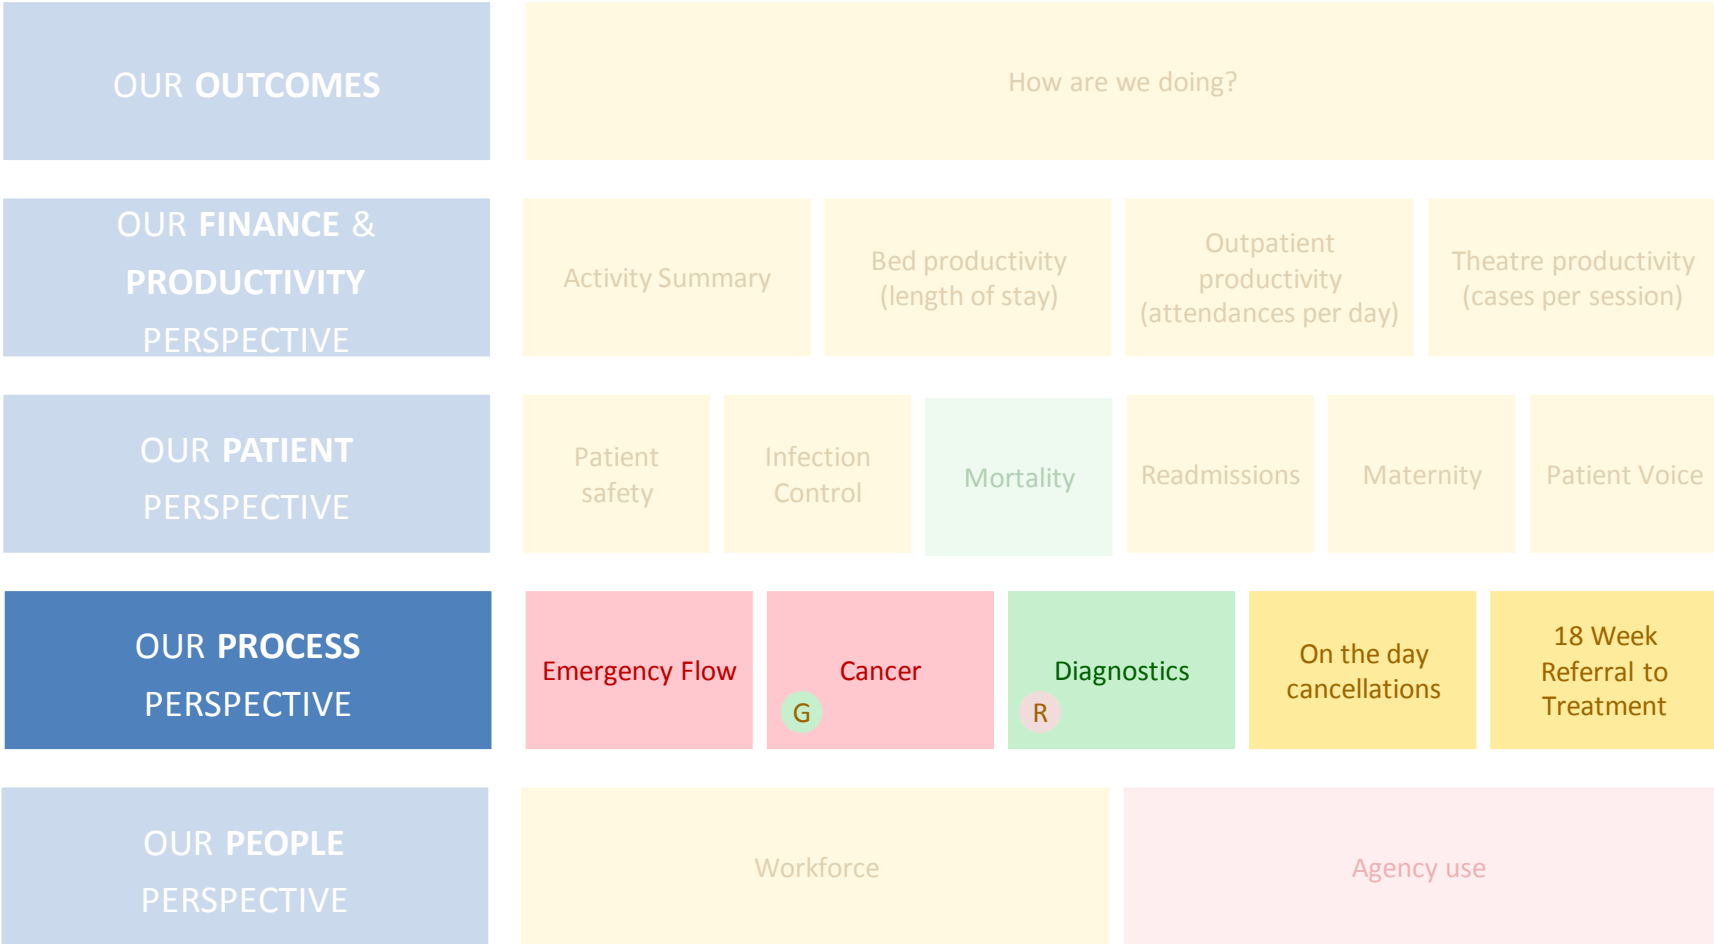 OUR OUTCOMES
How are we doing?
OUR FINANCE &
PRODUCTIVITY
PERSPECTIVE
Activity Summary
Bed productivity
(length of stay)
Outpatient
productivity
(attendances per day)
Theatre productivity
(cases per session)
OUR PATIENT
PERSPECTIVE
Patient
safety
Infection
Control
Mortality
Readmissions
Maternity
Patient Voice
OUR PROCESS
PERSPECTIVE
Emergency Flow
Cancer
G
Diagnostics
R
On the day
cancellations
18 Week
Referral to
Treatment
OUR PEOPLE
PERSPECTIVE
Workforce
Agency use